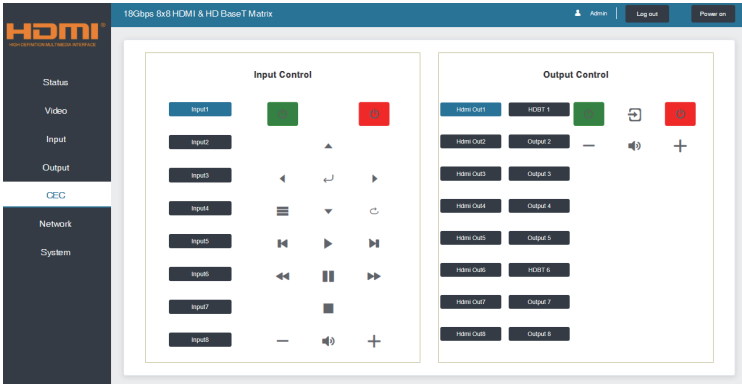 HDMI®
HIGH DEFINITION MULTIMEDIA INTERFACE
18Gbps 8x8 HDMI & HD BaseT Matrix
Admin
Log out
Power on
Status
Video
Input
Output
CEC
Network
System
Input Control
Input1
Input2
Input3
Input4
Input5
Input6
Input7
Input8
Output Control
Hdmi Out1 HDBT 1
Hdmi Out2 Output 2
Hdmi Out3 Output 3
Hdmi Out4 Output 4
Hdmi Out5 Output 5
Hdmi Out6 HDBT 6
Hdmi Out7 Output 7
Hdmi Out8 Output 8